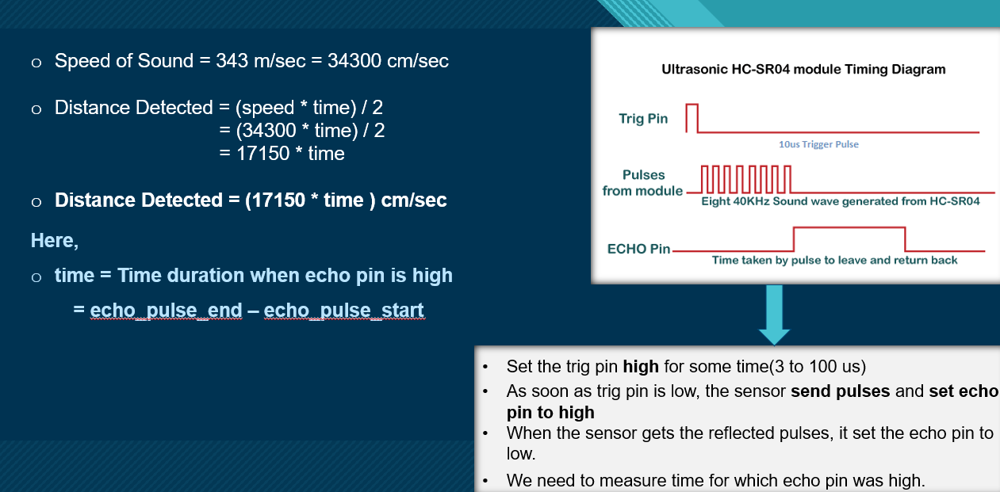 o Speed of Sound = 343 m/sec = 34300 cm/sec
o Distance Detected = (speed * time) / 2
= (34300 * time) / 2
= 17150 * time
o Distance Detected = (17150 * time ) cm/sec
Here,
o time = Time duration when echo pin is high
= echo_pulse_end – echo_pulse_start
Ultrasonic HC-SR04 module Timing Diagram
Trig Pin
10us Trigger Pulse
Pulses
from module
Eight 40KHz Sound wave generated from HC-SR04
ECHO Pin
Time taken by pulse to leave and return back
• Set the trig pin high for some time(3 to 100 us)
• As soon as trig pin is low, the sensor send pulses and set echo
pin to high
• When the sensor gets the reflected pulses, it set the echo pin to
low.
• We need to measure time for which echo pin was high.